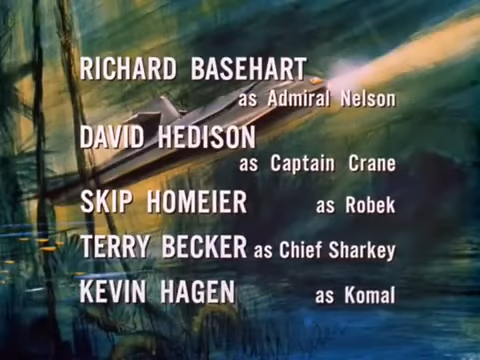 RICHARD BASEHART
as Admiral Nelson
DAVID HEDISON
as Captain Crane
SKIP HOMEIER as Robek
TERRY BECKER as Chief Sharkey
KEVIN HAGEN as Komal